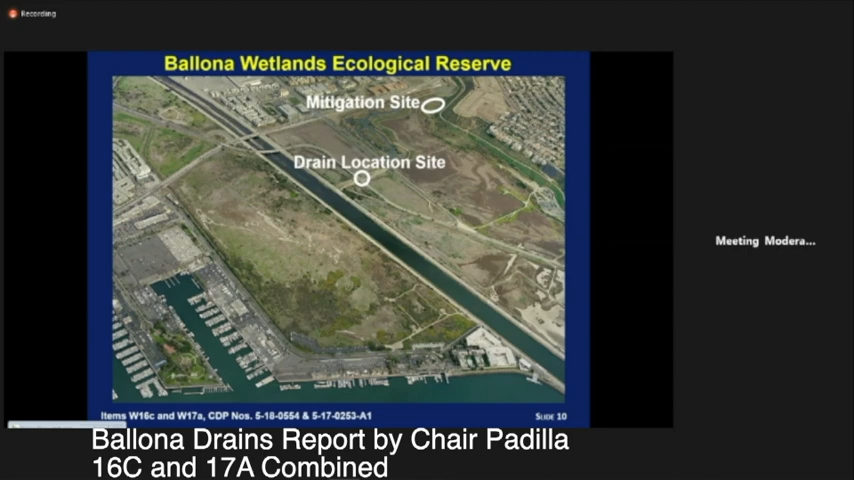 Recording
Ballona Wetlands Ecological Reserve
Mitigation Site
Drain Location Site
Meeting Modera...
Items W16c and W17a, CDP Nos. 5-18-0554 & 5-17-0253-A1
SLIDE 10
Ballona Drains Report by Chair Padilla
16C and 17A Combined